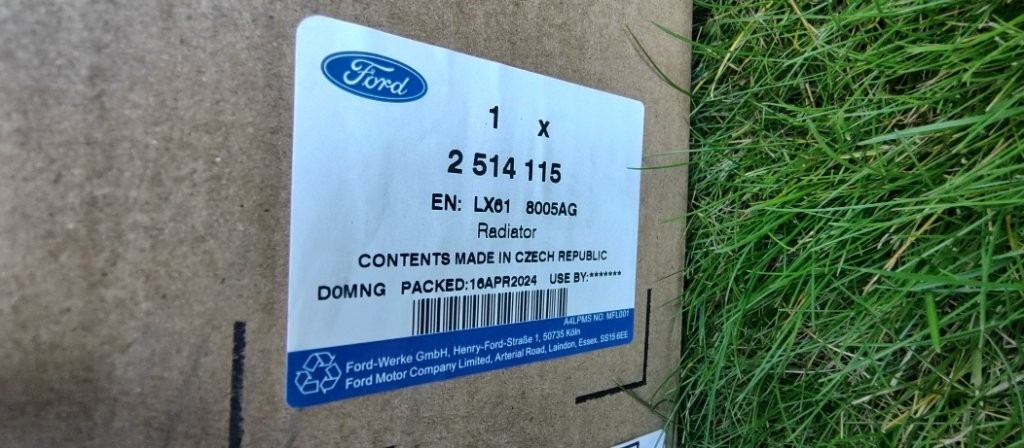 Ford
1 x
2 514 115
EN: LX61 8005AG
Radiator
CONTENTS MADE IN CZECH REPUBLIC
D0MNG PACKED:16APR2024 USE BY:*******
A4LPMS NO: MFL001
Ford-Werke GmbH, Henry-Ford-Straße 1, 50735 Köln
Ford Motor Company Limited, Arterial Road, Laindon, Essex. SS15 6EE